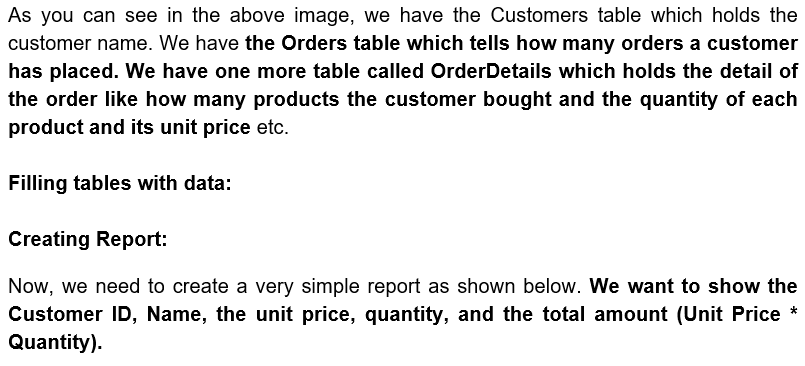 As you can see in the above image, we have the Customers table which holds the
customer name. We have the Orders table which tells how many orders a customer
has placed. We have one more table called OrderDetails which holds the detail of
the order like how many products the customer bought and the quantity of each
product and its unit price etc.
Filling tables with data:
Creating Report:
Now, we need to create a very simple report as shown below. We want to show the
Customer ID, Name, the unit price, quantity, and the total amount (Unit Price *
Quantity).